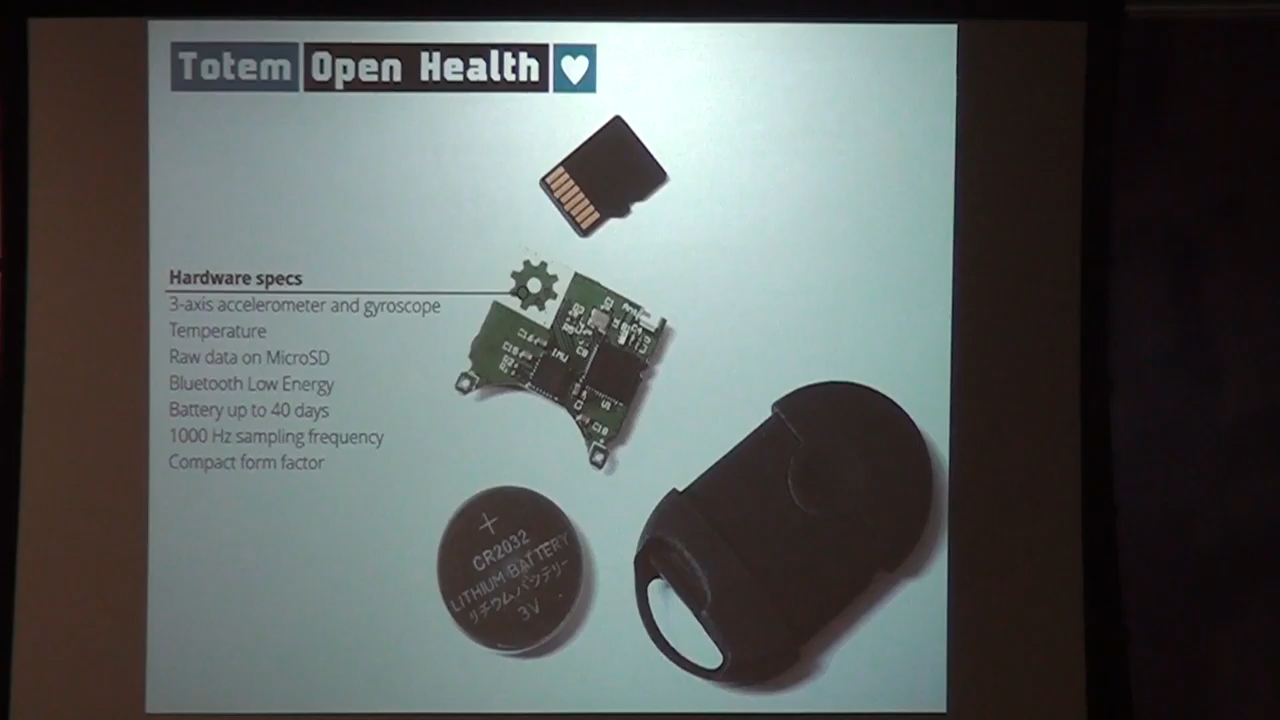 Totem Open Health
Hardware specs
3-axis accelerometer and gyroscope
Temperature
Raw data on MicroSD
Bluetooth Low Energy
Battery up to 40 days
1000 Hz sampling frequency
Compact form factor
IMU
C18
+
CR2032
LITHIUM BATTERY
リチウムバッテリー
3V